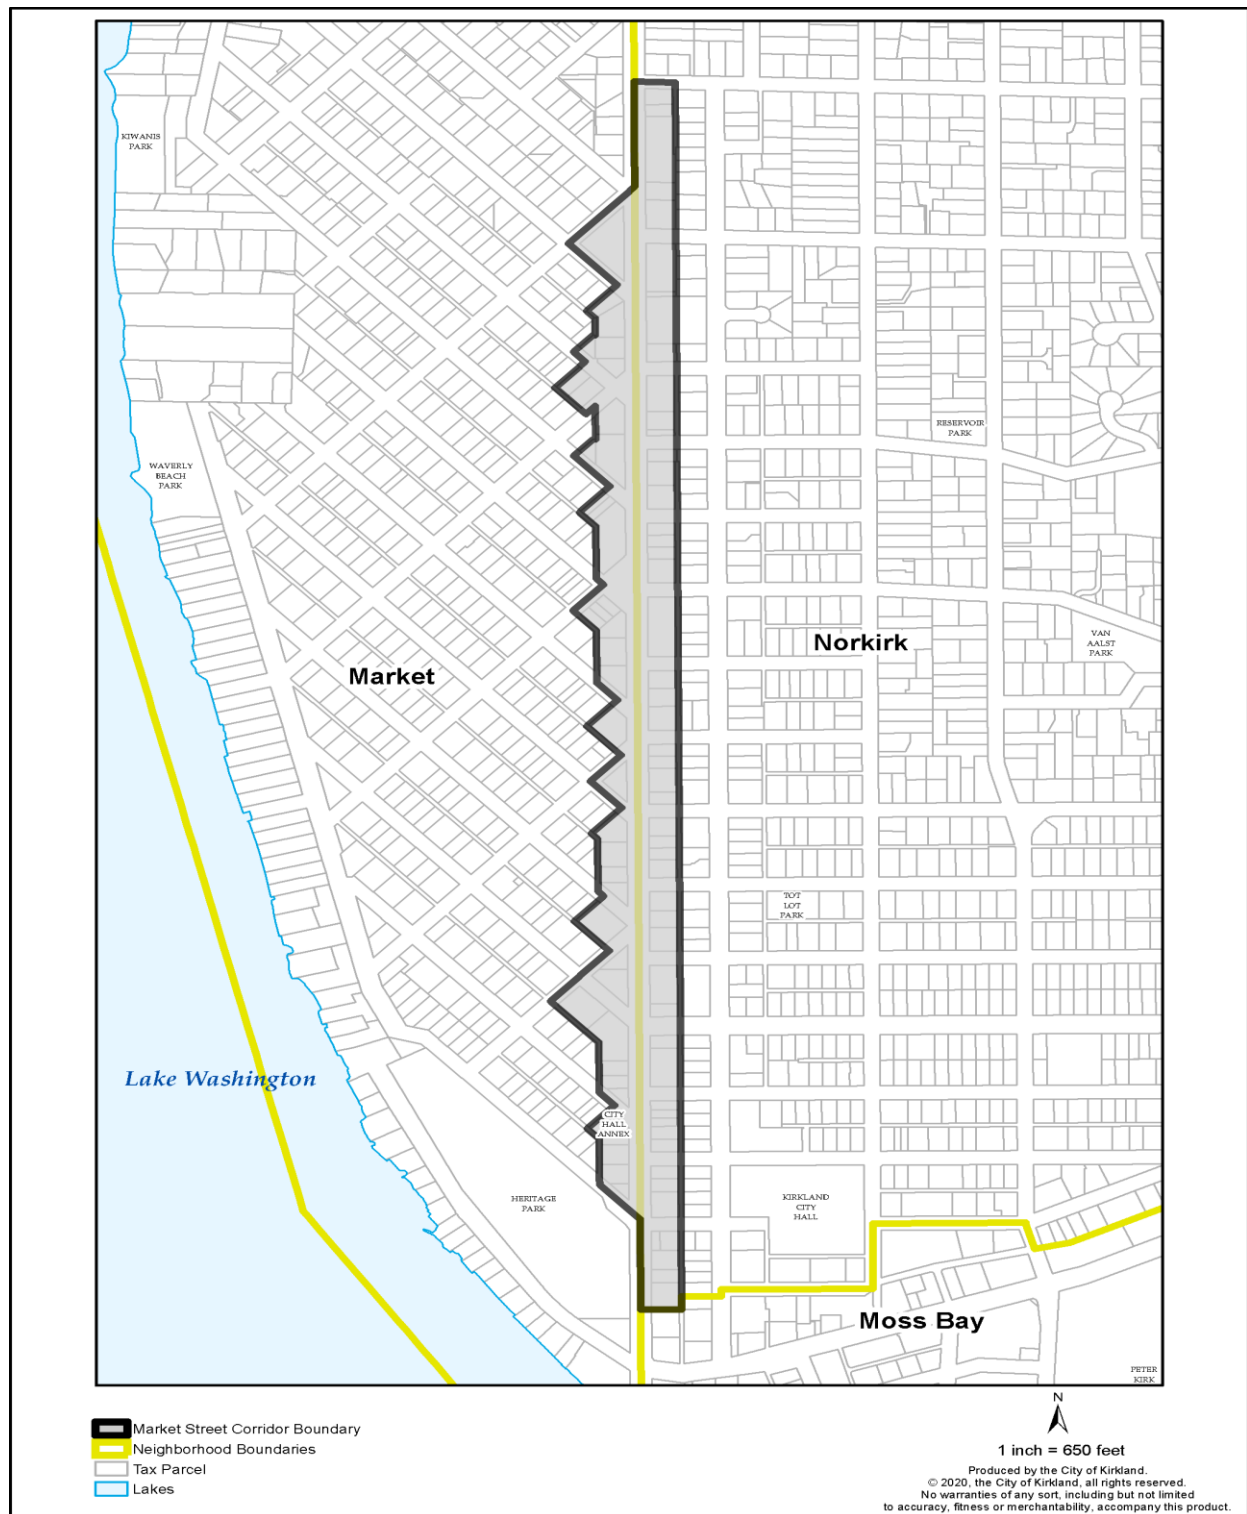 KIWANIS
PARK
RESERVOIR
PARK
WAVERLY
BEACH
PARK
Norkirk
VAN
AALST
PARK
Market
TOT
LOT
PARK
Lake Washington
CITY
HALL
ANNEX
HERITAGE
PARK
KIRKLAND
CITY
HALL
Moss Bay
PETER
KIRK
Market Street Corridor Boundary
Neighborhood Boundaries
Tax Parcel
Lakes
N
1 inch = 650 feet
Produced by the City of Kirkland.
© 2020, the City of Kirkland, all rights reserved.
No warranties of any sort, including but not limited
to accuracy, fitness or merchantability, accompany this product.